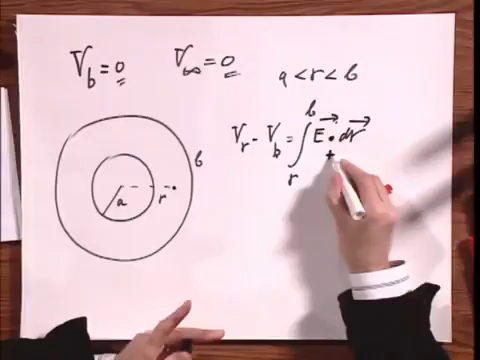 V_b = 0 V_∞ = 0
a < r < b
V_r - V_b = ∫_r^b E⃗ · dr⃗
+
b
a r